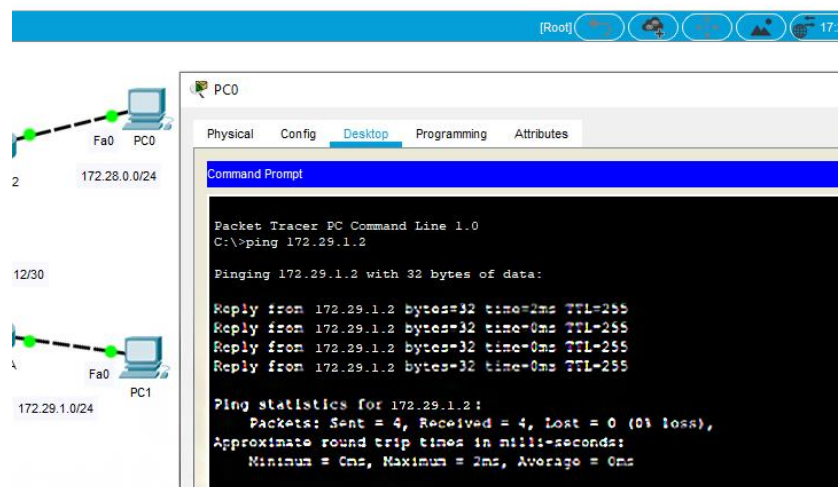 [Root] 17:
PC0
Physical Config Desktop Programming Attributes
Command Prompt
Packet Tracer PC Command Line 1.0
C:\>ping 172.29.1.2
Pinging 172.29.1.2 with 32 bytes of data:
Reply from 172.29.1.2 bytes=32 time=2ms TTL=255
Reply from 172.29.1.2 bytes=32 time=0ms TTL=255
Reply from 172.29.1.2 bytes=32 time=0ms TTL=255
Reply from 172.29.1.2 bytes=32 time=0ms TTL=255
Ping statistics for 172.29.1.2:
Packets: Sent = 4, Received = 4, Lost = 0 (0% loss),
Approximate round trip times in milli-seconds:
Minimum = 0ms, Maximum = 2ms, Average = 0ms
Fa0 PC0
2
172.28.0.0/24
12/30
Fa0
PC1
172.29.1.0/24